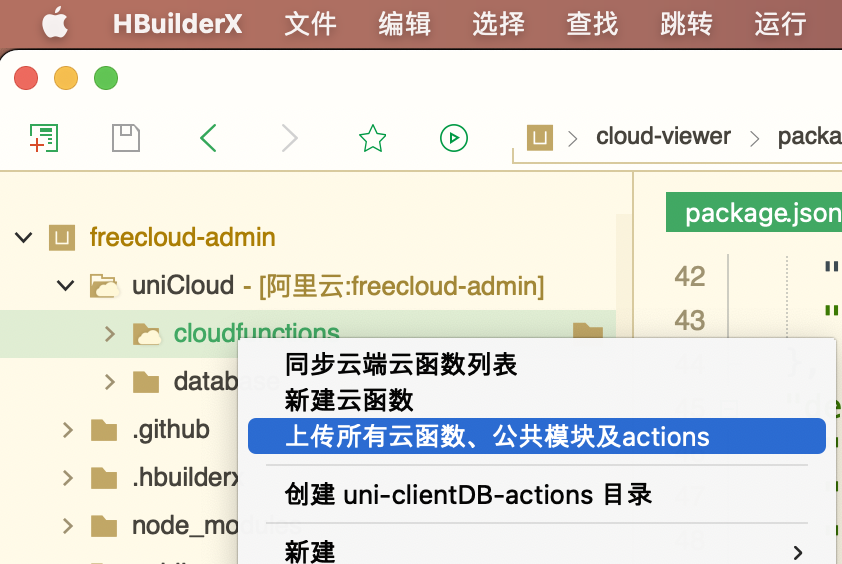 HBuilderX 文件 编辑 选择 查找 跳转 运行
U cloud-viewer packa
package.json
U freecloud-admin
uniCloud - [阿里云:freecloud-admin]
cloudfunctions
database
.github
.hbuilderx
node_modules
同步云端云函数列表
新建云函数
上传所有云函数、公共模块及actions
创建 uni-clientDB-actions 目录
新建
42 "
43 "